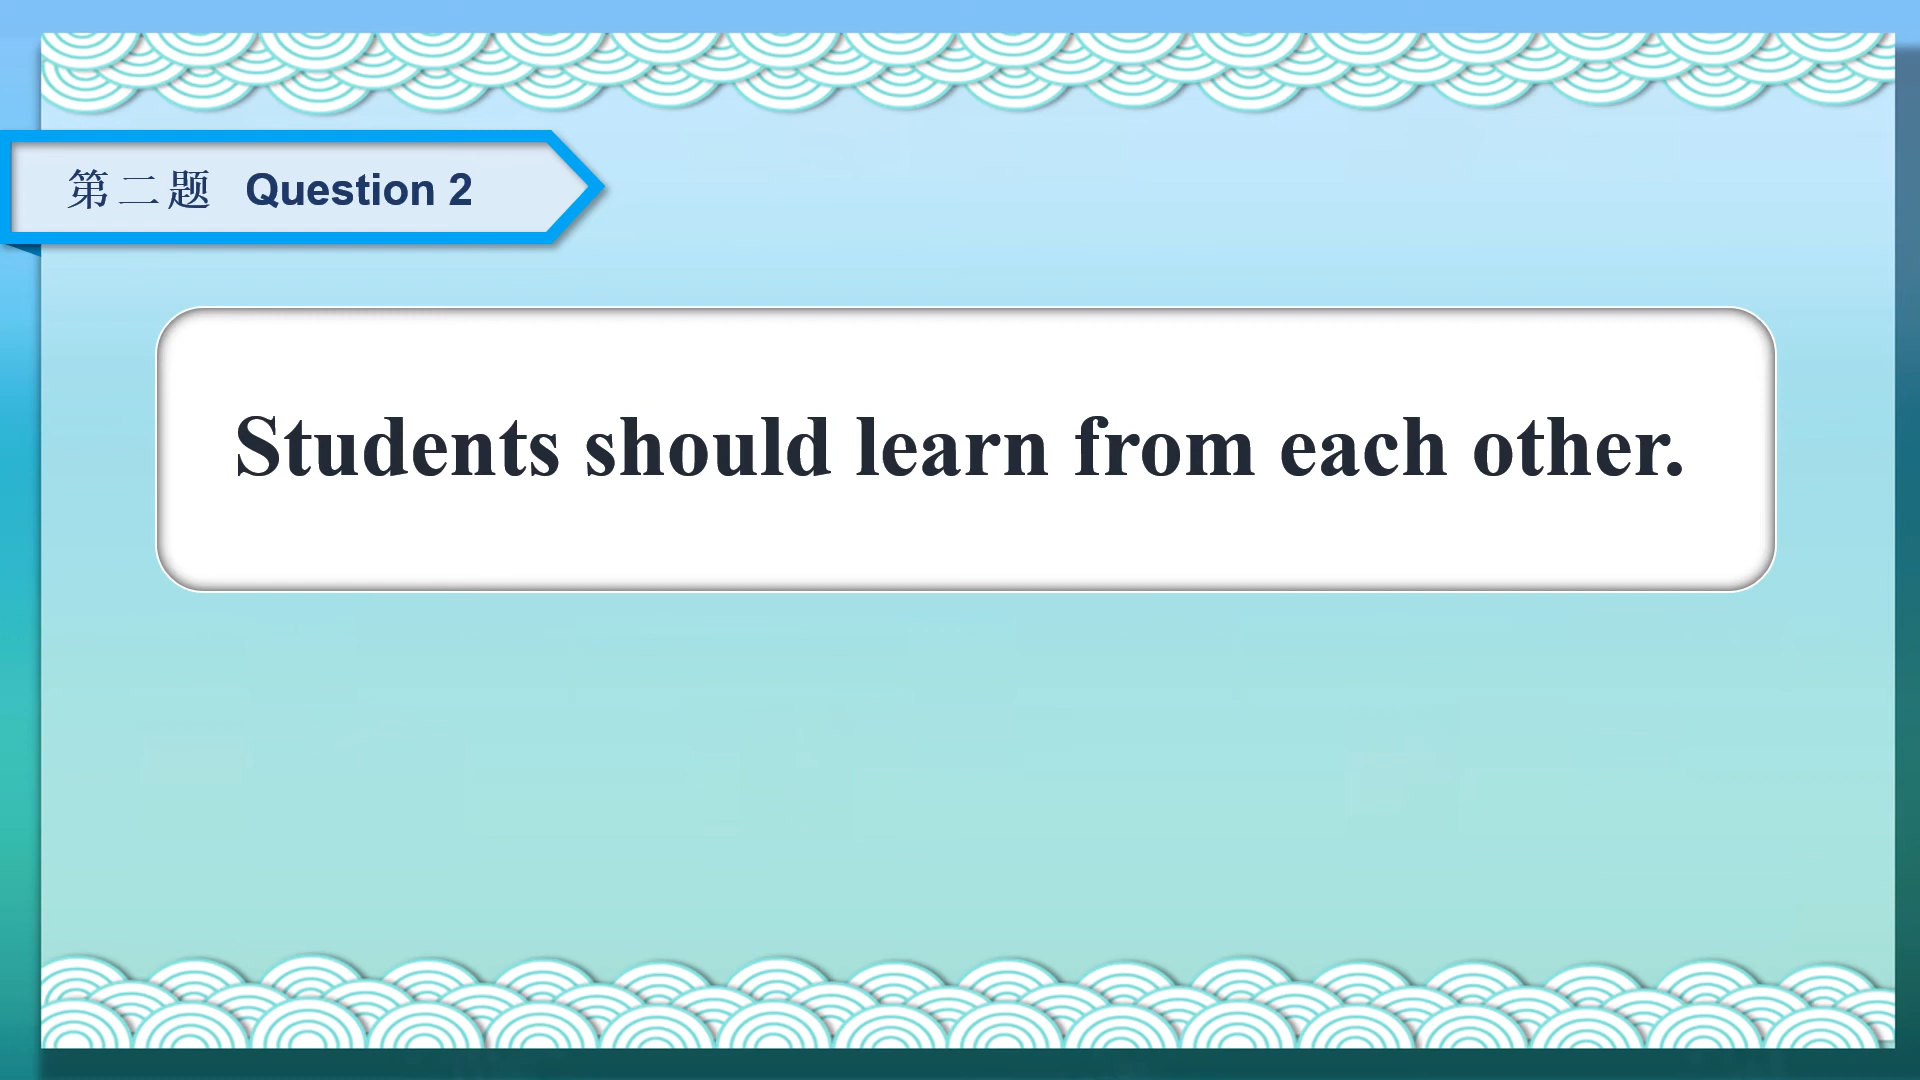 第二题 Question 2
Students should learn from each other.